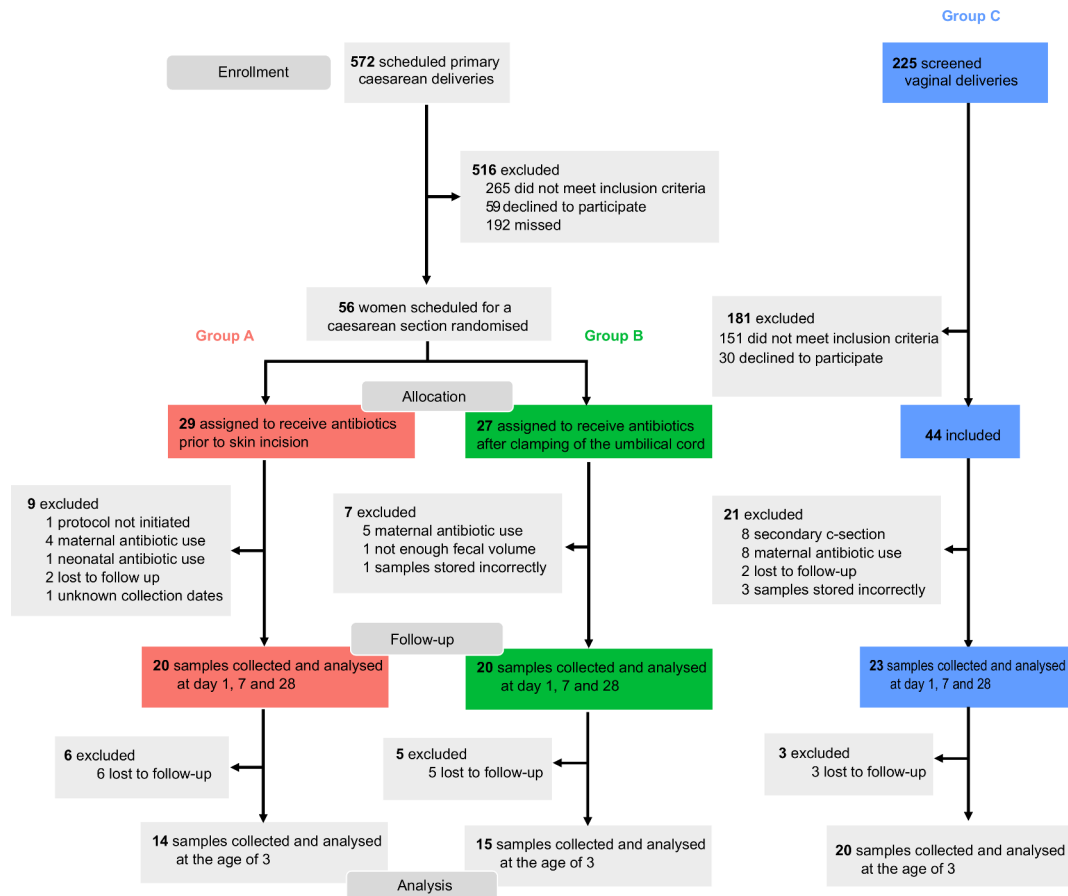 Group C
Enrollment
572 scheduled primary
caesarean deliveries
225 screened
vaginal deliveries
516 excluded
265 did not meet inclusion criteria
59 declined to participate
192 missed
56 women scheduled for a
caesarean section randomised
Group A
Group B
181 excluded
151 did not meet inclusion criteria
30 declined to participate
Allocation
29 assigned to receive antibiotics
prior to skin incision
27 assigned to receive antibiotics
after clamping of the umbilical cord
44 included
9 excluded
1 protocol not initiated
4 maternal antibiotic use
1 neonatal antibiotic use
2 lost to follow up
1 unknown collection dates
7 excluded
5 maternal antibiotic use
1 not enough fecal volume
1 samples stored incorrectly
21 excluded
8 secondary c-section
8 maternal antibiotic use
2 lost to follow-up
3 samples stored incorrectly
Follow-up
20 samples collected and analysed
at day 1, 7 and 28
20 samples collected and analysed
at day 1, 7 and 28
23 samples collected and analysed
at day 1, 7 and 28
6 excluded
6 lost to follow-up
5 excluded
5 lost to follow-up
3 excluded
3 lost to follow-up
14 samples collected and analysed
at the age of 3
15 samples collected and analysed
at the age of 3
20 samples collected and analysed
at the age of 3
Analysis